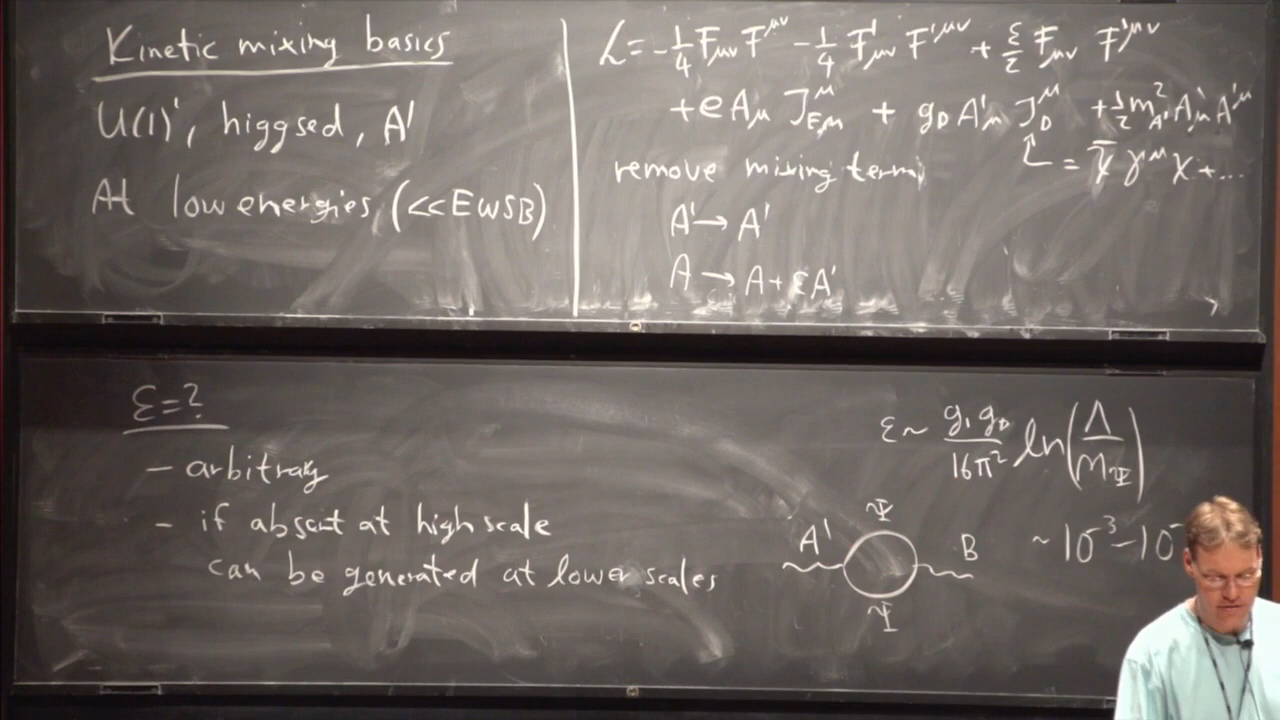 Kinetic mixing basics
U(1)', higgsed, A'
At low energies (<<EWSB)
L = -1/4 F_μν F^μν - 1/4 F'_μν F'^μν + ε/2 F_μν F'^μν
+ e A_μ J^μ_EM + g_D A'_μ J^μ_D + 1/2 m²_A' A'_μ A'^μ
= χ̄ γ^μ χ + ...
remove mixing term
A' → A'
A → A + εA'
ε = ?
- arbitrary
- if absent at high scale
can be generated at lower scales
ε ~ g_1 g_D / 16π² ln(Λ / m_Ψ)
Ψ
A' B
Ψ
~ 10^-3 - 10^-